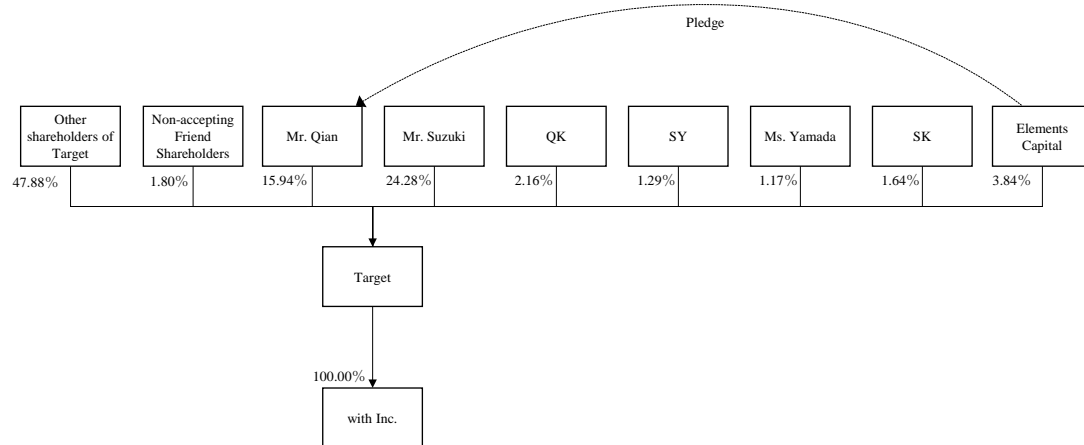 Pledge
Other
shareholders of
Target
Non-accepting
Friend
Shareholders
Mr. Qian
Mr. Suzuki
QK
SY
Ms. Yamada
SK
Elements
Capital
47.88%
1.80%
15.94%
24.28%
2.16%
1.29%
1.17%
1.64%
3.84%
Target
100.00%
with Inc.